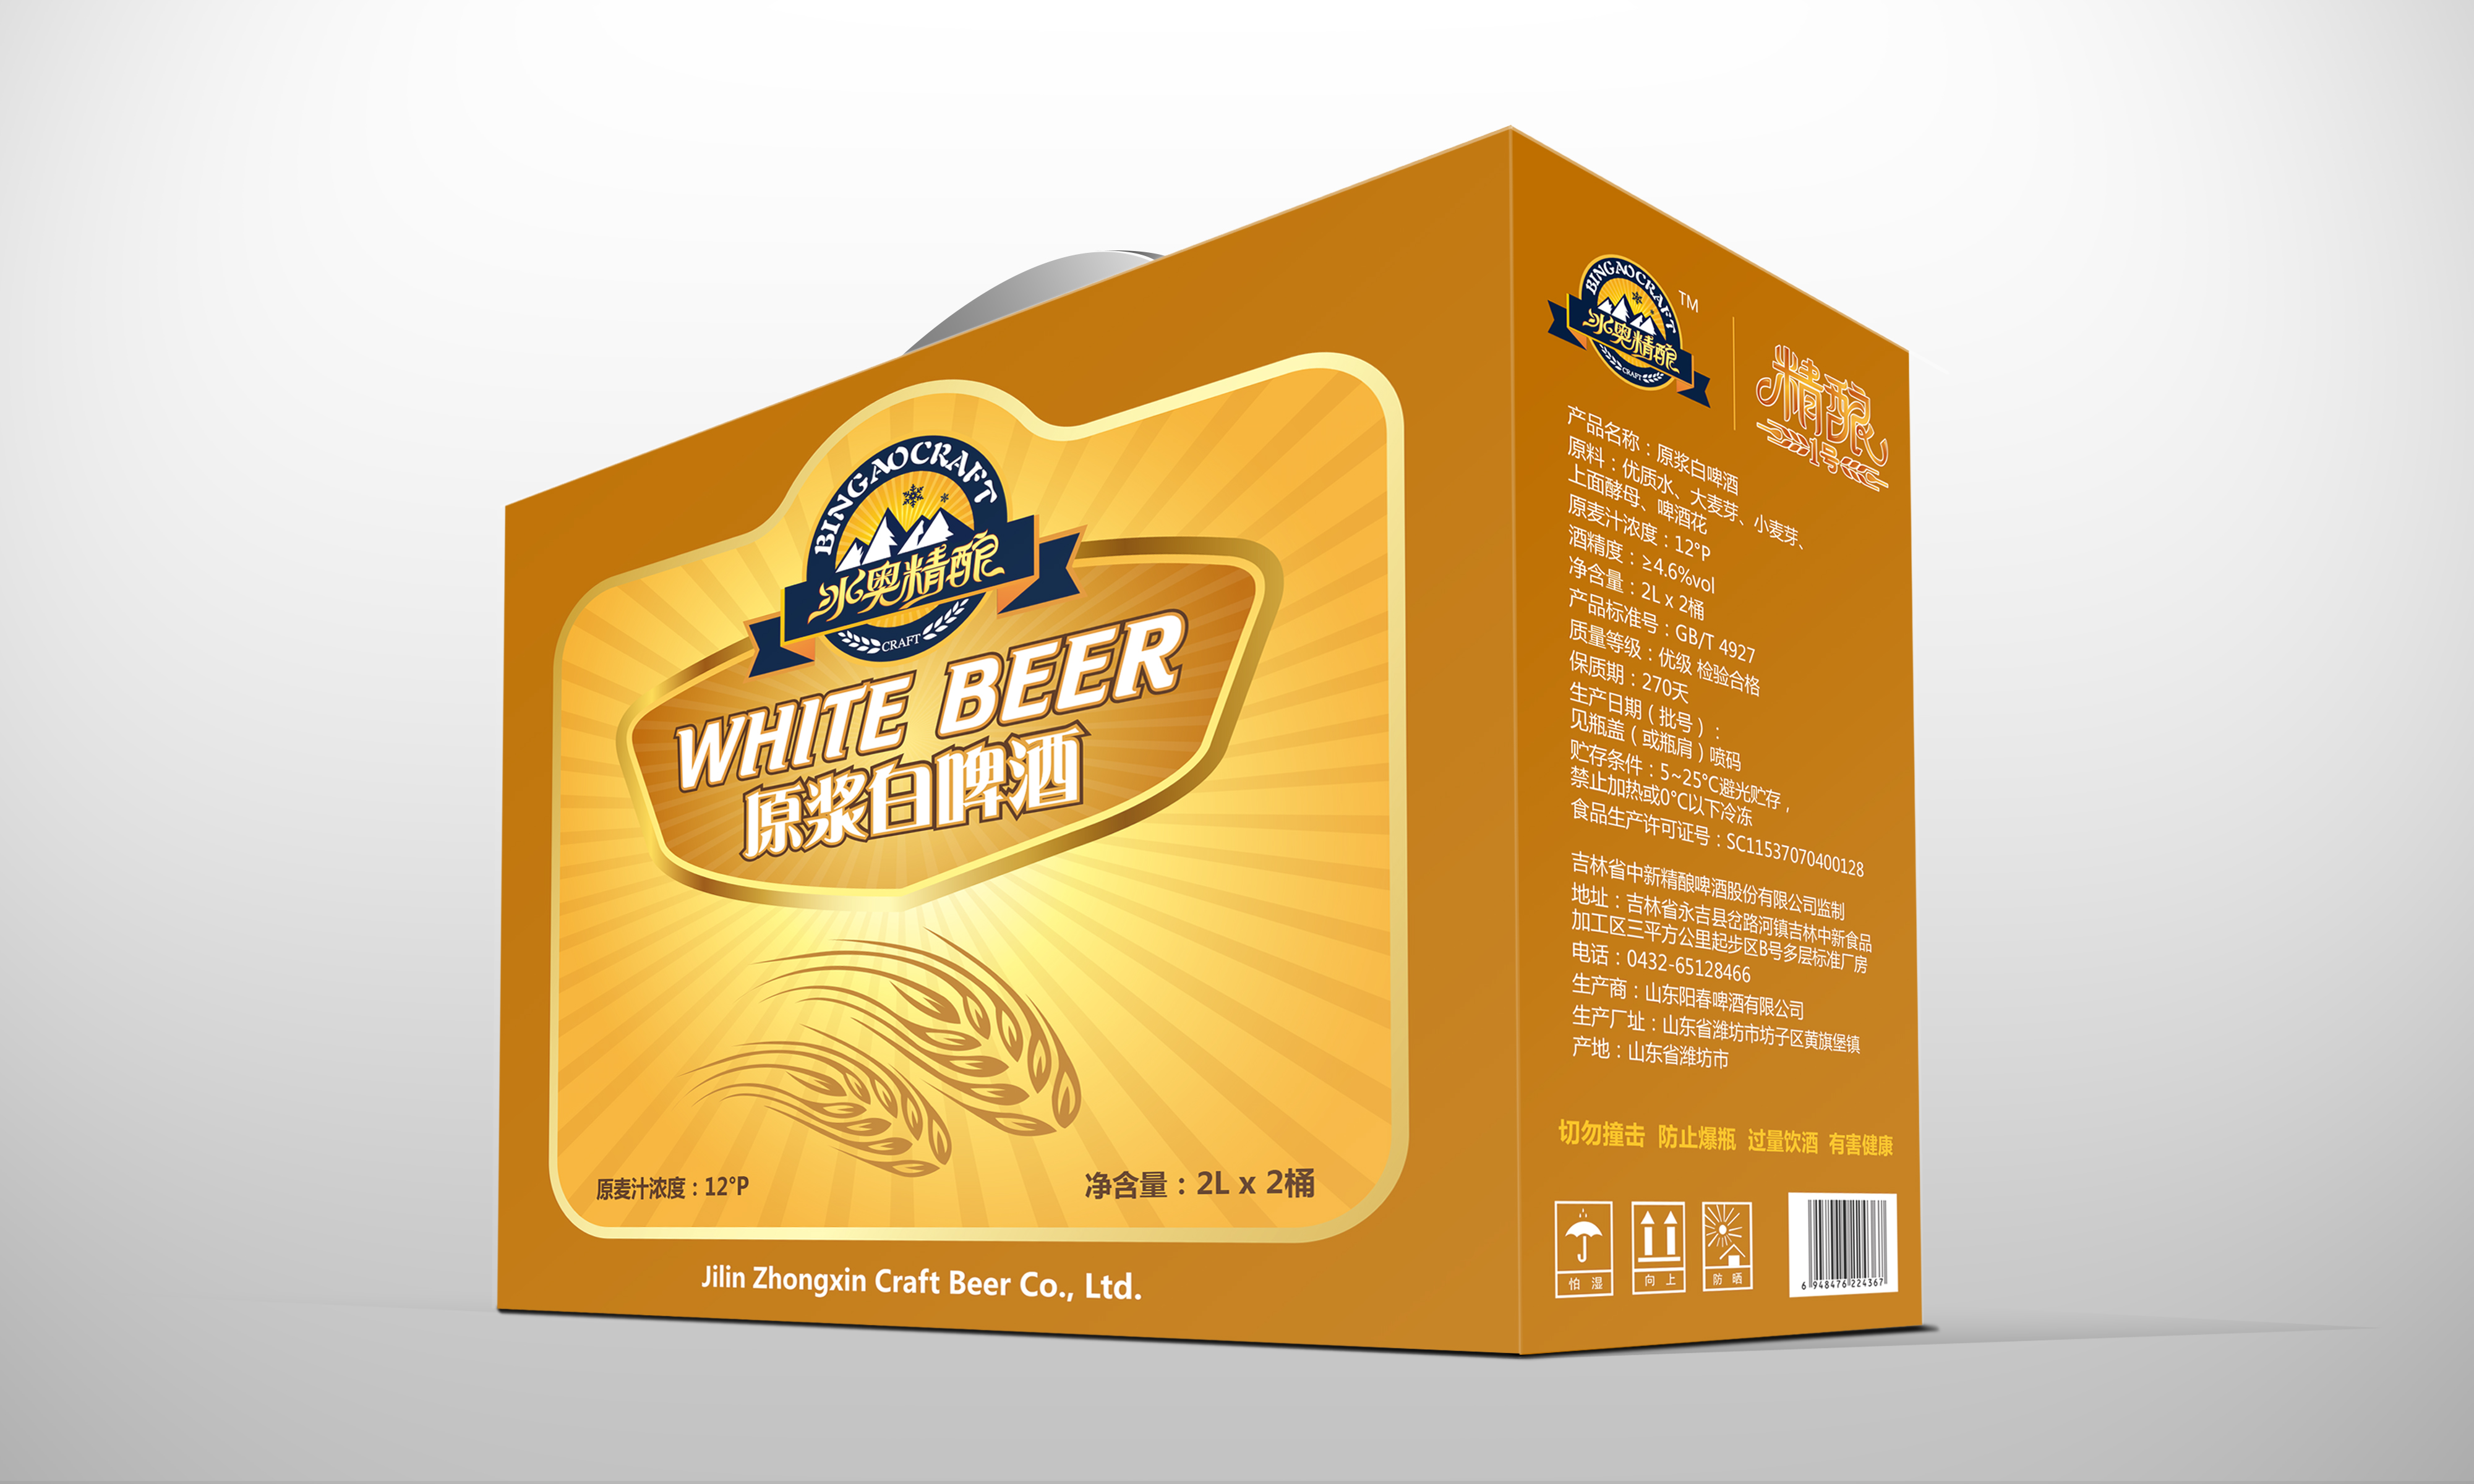 BINGAOCRAFT
冰奥精酿
CRAFT
WHITE BEER
原浆白啤酒
原麦汁浓度：12°P
净含量：2L x 2桶
Jilin Zhongxin Craft Beer Co., Ltd.
BINGAOCRAFT
冰奥精酿
CRAFT
TM
精酿
1号
产品名称：原浆白啤酒
原料：优质水、大麦芽、小麦芽、
上面酵母、啤酒花
原麦汁浓度：12°P
酒精度：≥4.6%vol
净含量：2L x 2桶
产品标准号：GB/T 4927
质量等级：优级 检验合格
保质期：270天
生产日期（批号）：
见瓶盖（或瓶肩）喷码
贮存条件：5~25°C避光贮存，
禁止加热或0°C以下冷冻
食品生产许可证号：SC11537070400128
吉林省中新精酿啤酒股份有限公司监制
地址：吉林省永吉县岔路河镇吉林中新食品
加工区三平方公里起步区B号多层标准厂房
电话：0432-65128466
生产商：山东阳春啤酒有限公司
生产厂址：山东省潍坊市坊子区黄旗堡镇
产地：山东省潍坊市
切勿撞击 防止爆瓶 过量饮酒 有害健康
怕 湿
向 上
防 晒
6 948476 224367